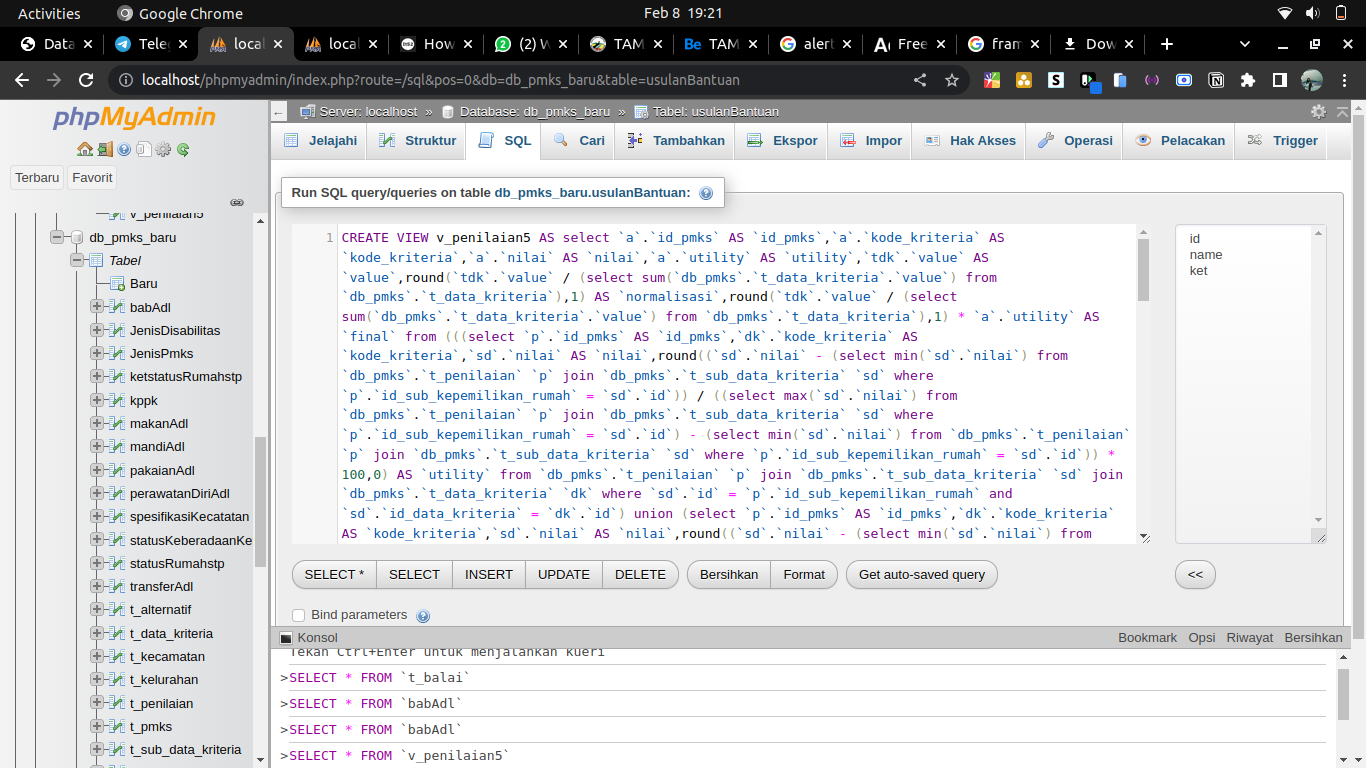 Activities
Google Chrome
Feb 8 19:21
Data
Teleg
local
local
How
(2) W
TAM
TAM
alert
Free
fram
Dow
localhost/phpmyadmin/index.php?route=/sql&pos=0&db=db_pmks_baru&table=usulanBantuan
phpMyAdmin
Terbaru
Favorit
v_penilaian5
db_pmks_baru
Tabel
Baru
babAdl
JenisDisabilitas
JenisPmks
ketstatusRumahstp
kppk
makanAdl
mandiAdl
pakaianAdl
perawatanDiriAdl
spesifikasiKecatatan
statusKeberadaanKe
statusRumahstp
transferAdl
t_alternatif
t_data_kriteria
t_kecamatan
t_kelurahan
t_penilaian
t_pmks
t_sub_data_kriteria
Server: localhost » Database: db_pmks_baru » Tabel: usulanBantuan
Jelajahi
Struktur
SQL
Cari
Tambahkan
Ekspor
Impor
Hak Akses
Operasi
Pelacakan
Trigger
Run SQL query/queries on table db_pmks_baru.usulanBantuan:
1
CREATE VIEW v_penilaian5 AS select `a`.`id_pmks` AS `id_pmks`,`a`.`kode_kriteria` AS
`kode_kriteria`,`a`.`nilai` AS `nilai`,`a`.`utility` AS `utility`,`tdk`.`value` AS
`value`,round(`tdk`.`value` / (select sum(`db_pmks`.`t_data_kriteria`.`value`) from
`db_pmks`.`t_data_kriteria`),1) AS `normalisasi`,round(`tdk`.`value` / (select
sum(`db_pmks`.`t_data_kriteria`.`value`) from `db_pmks`.`t_data_kriteria`),1) * `a`.`utility` AS
`final` from (((select `p`.`id_pmks` AS `id_pmks`,`dk`.`kode_kriteria` AS
`kode_kriteria`,`sd`.`nilai` AS `nilai`,round((`sd`.`nilai` - (select min(`sd`.`nilai`) from
`db_pmks`.`t_penilaian` `p` join `db_pmks`.`t_sub_data_kriteria` `sd` where
`p`.`id_sub_kepemilikan_rumah` = `sd`.`id`)) / ((select max(`sd`.`nilai`) from
`db_pmks`.`t_penilaian` `p` join `db_pmks`.`t_sub_data_kriteria` `sd` where
`p`.`id_sub_kepemilikan_rumah` = `sd`.`id`) - (select min(`sd`.`nilai`) from `db_pmks`.`t_penilaian`
`p` join `db_pmks`.`t_sub_data_kriteria` `sd` where `p`.`id_sub_kepemilikan_rumah` = `sd`.`id`)) *
100,0) AS `utility` from `db_pmks`.`t_penilaian` `p` join `db_pmks`.`t_sub_data_kriteria` `sd` join
`db_pmks`.`t_data_kriteria` `dk` where `sd`.`id` = `p`.`id_sub_kepemilikan_rumah` and
`sd`.`id_data_kriteria` = `dk`.`id`) union (select `p`.`id_pmks` AS `id_pmks`,`dk`.`kode_kriteria`
AS `kode_kriteria`,`sd`.`nilai` AS `nilai`,round((`sd`.`nilai` - (select min(`sd`.`nilai`) from
id
name
ket
SELECT *
SELECT
INSERT
UPDATE
DELETE
Bersihkan
Format
Get auto-saved query
<<
Bind parameters
Konsol
Bookmark
Opsi
Riwayat
Bersihkan
Tekan Ctrl+Enter untuk menjalankan kueri
>SELECT * FROM `t_balai`
>SELECT * FROM `babAdl`
>SELECT * FROM `babAdl`
>SELECT * FROM `v_penilaian5`